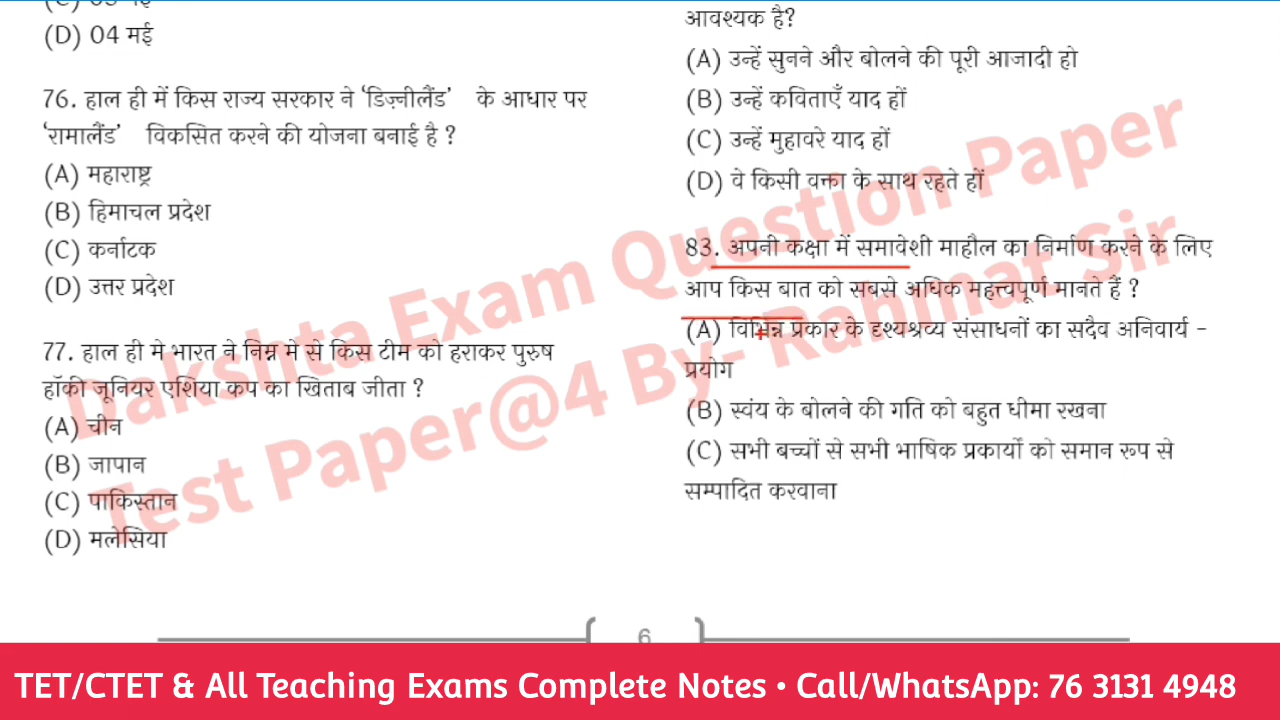 (D) 04 मई
76. हाल ही में किस राज्य सरकार ने ‘डिज़्नीलैंड’ के आधार पर
‘रामालैंड’ विकसित करने की योजना बनाई है ?
(A) महाराष्ट्र
(B) हिमाचल प्रदेश
(C) कर्नाटक
(D) उत्तर प्रदेश
77. हाल ही मे भारत ने निम्न में से किस टीम को हराकर पुरुष
हॉकी जूनियर एशिया कप का खिताब जीता ?
(A) चीन
(B) जापान
(C) पाकिस्तान
(D) मलेसिया
आवश्यक है?
(A) उन्हें सुनने और बोलने की पूरी आजादी हो
(B) उन्हें कविताएँ याद हों
(C) उन्हें मुहावरे याद हों
(D) वे किसी वक्ता के साथ रहते हों
83. अपनी कक्षा में समावेशी माहौल का निर्माण करने के लिए
आप किस बात को सबसे अधिक महत्त्वपूर्ण मानते हैं ?
(A) विभिन्न प्रकार के दृश्यश्रव्य संसाधनों का सदैव अनिवार्य –
प्रयोग
(B) स्वंय के बोलने की गति को बहुत धीमा रखना
(C) सभी बच्चों से सभी भाषिक प्रकार्यों को समान रूप से
सम्पादित करवाना
Dakshta Exam Question Paper
Test Paper@4 By- Rahmat Sir
6
TET/CTET & All Teaching Exams Complete Notes • Call/WhatsApp: 76 3131 4948